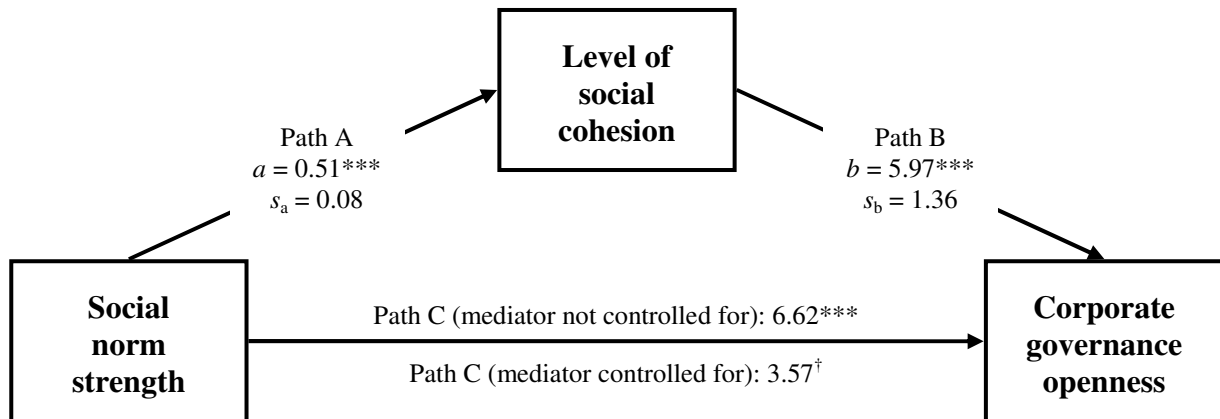 Level of
social
cohesion
Path A
a = 0.51***
sₐ = 0.08
Path B
b = 5.97***
s_b = 1.36
Social
norm
strength
Path C (mediator not controlled for): 6.62***
Path C (mediator controlled for): 3.57†
Corporate
governance
openness